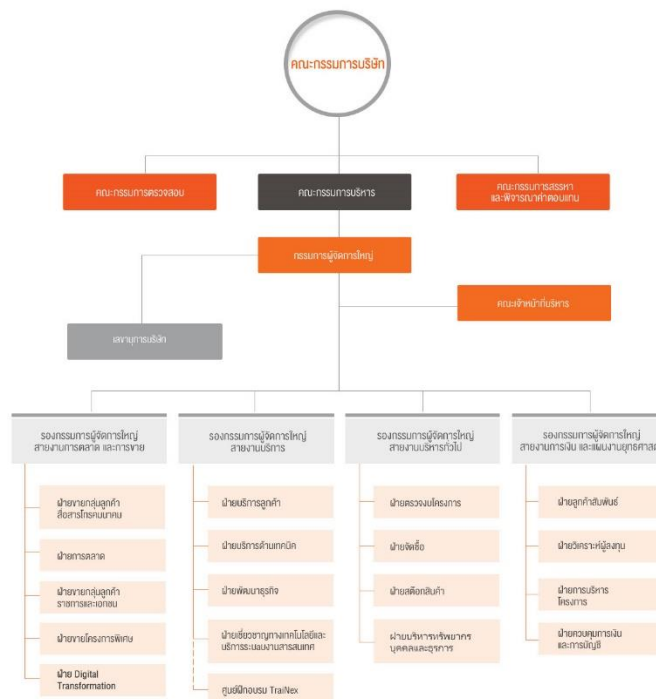 คณะกรรมการบริษัท
คณะกรรมการตรวจสอบ
คณะกรรมการบริหาร
คณะกรรมการสรรหา
และพิจารณาค่าตอบแทน
กรรมการผู้จัดการใหญ่
คณะเจ้าหน้าที่บริหาร
เลขานุการบริษัท
รองกรรมการผู้จัดการใหญ่
สายงานการตลาด และการขาย
ฝ่ายขายกลุ่มลูกค้า
สื่อสารโทรคมนาคม
ฝ่ายการตลาด
ฝ่ายขายกลุ่มลูกค้า
ราชการและเอกชน
ฝ่ายขายโครงการพิเศษ
ฝ่าย Digital
Transformation
รองกรรมการผู้จัดการใหญ่
สายงานบริการ
ฝ่ายบริการลูกค้า
ฝ่ายบริการด้านเทคนิค
ฝ่ายพัฒนาธุรกิจ
ฝ่ายเชี่ยวชาญทางเทคโนโลยีและ
บริการระบบงานสารสนเทศ
ศูนย์ฝึกอบรม TraiNex
รองกรรมการผู้จัดการใหญ่
สายงานบริหารทั่วไป
ฝ่ายตรวจงบโครงการ
ฝ่ายจัดซื้อ
ฝ่ายสต๊อกสินค้า
ฝ่ายบริหารทรัพยากร
บุคคลและธุรการ
รองกรรมการผู้จัดการใหญ่
สายงานการเงิน และแผนงานยุทธศาสต
ฝ่ายลูกค้าสัมพันธ์
ฝ่ายวิเคราะห์ผู้ลงทุน
ฝ่ายการบริหาร
โครงการ
ฝ่ายควบคุมการเงิน
และการบัญชี